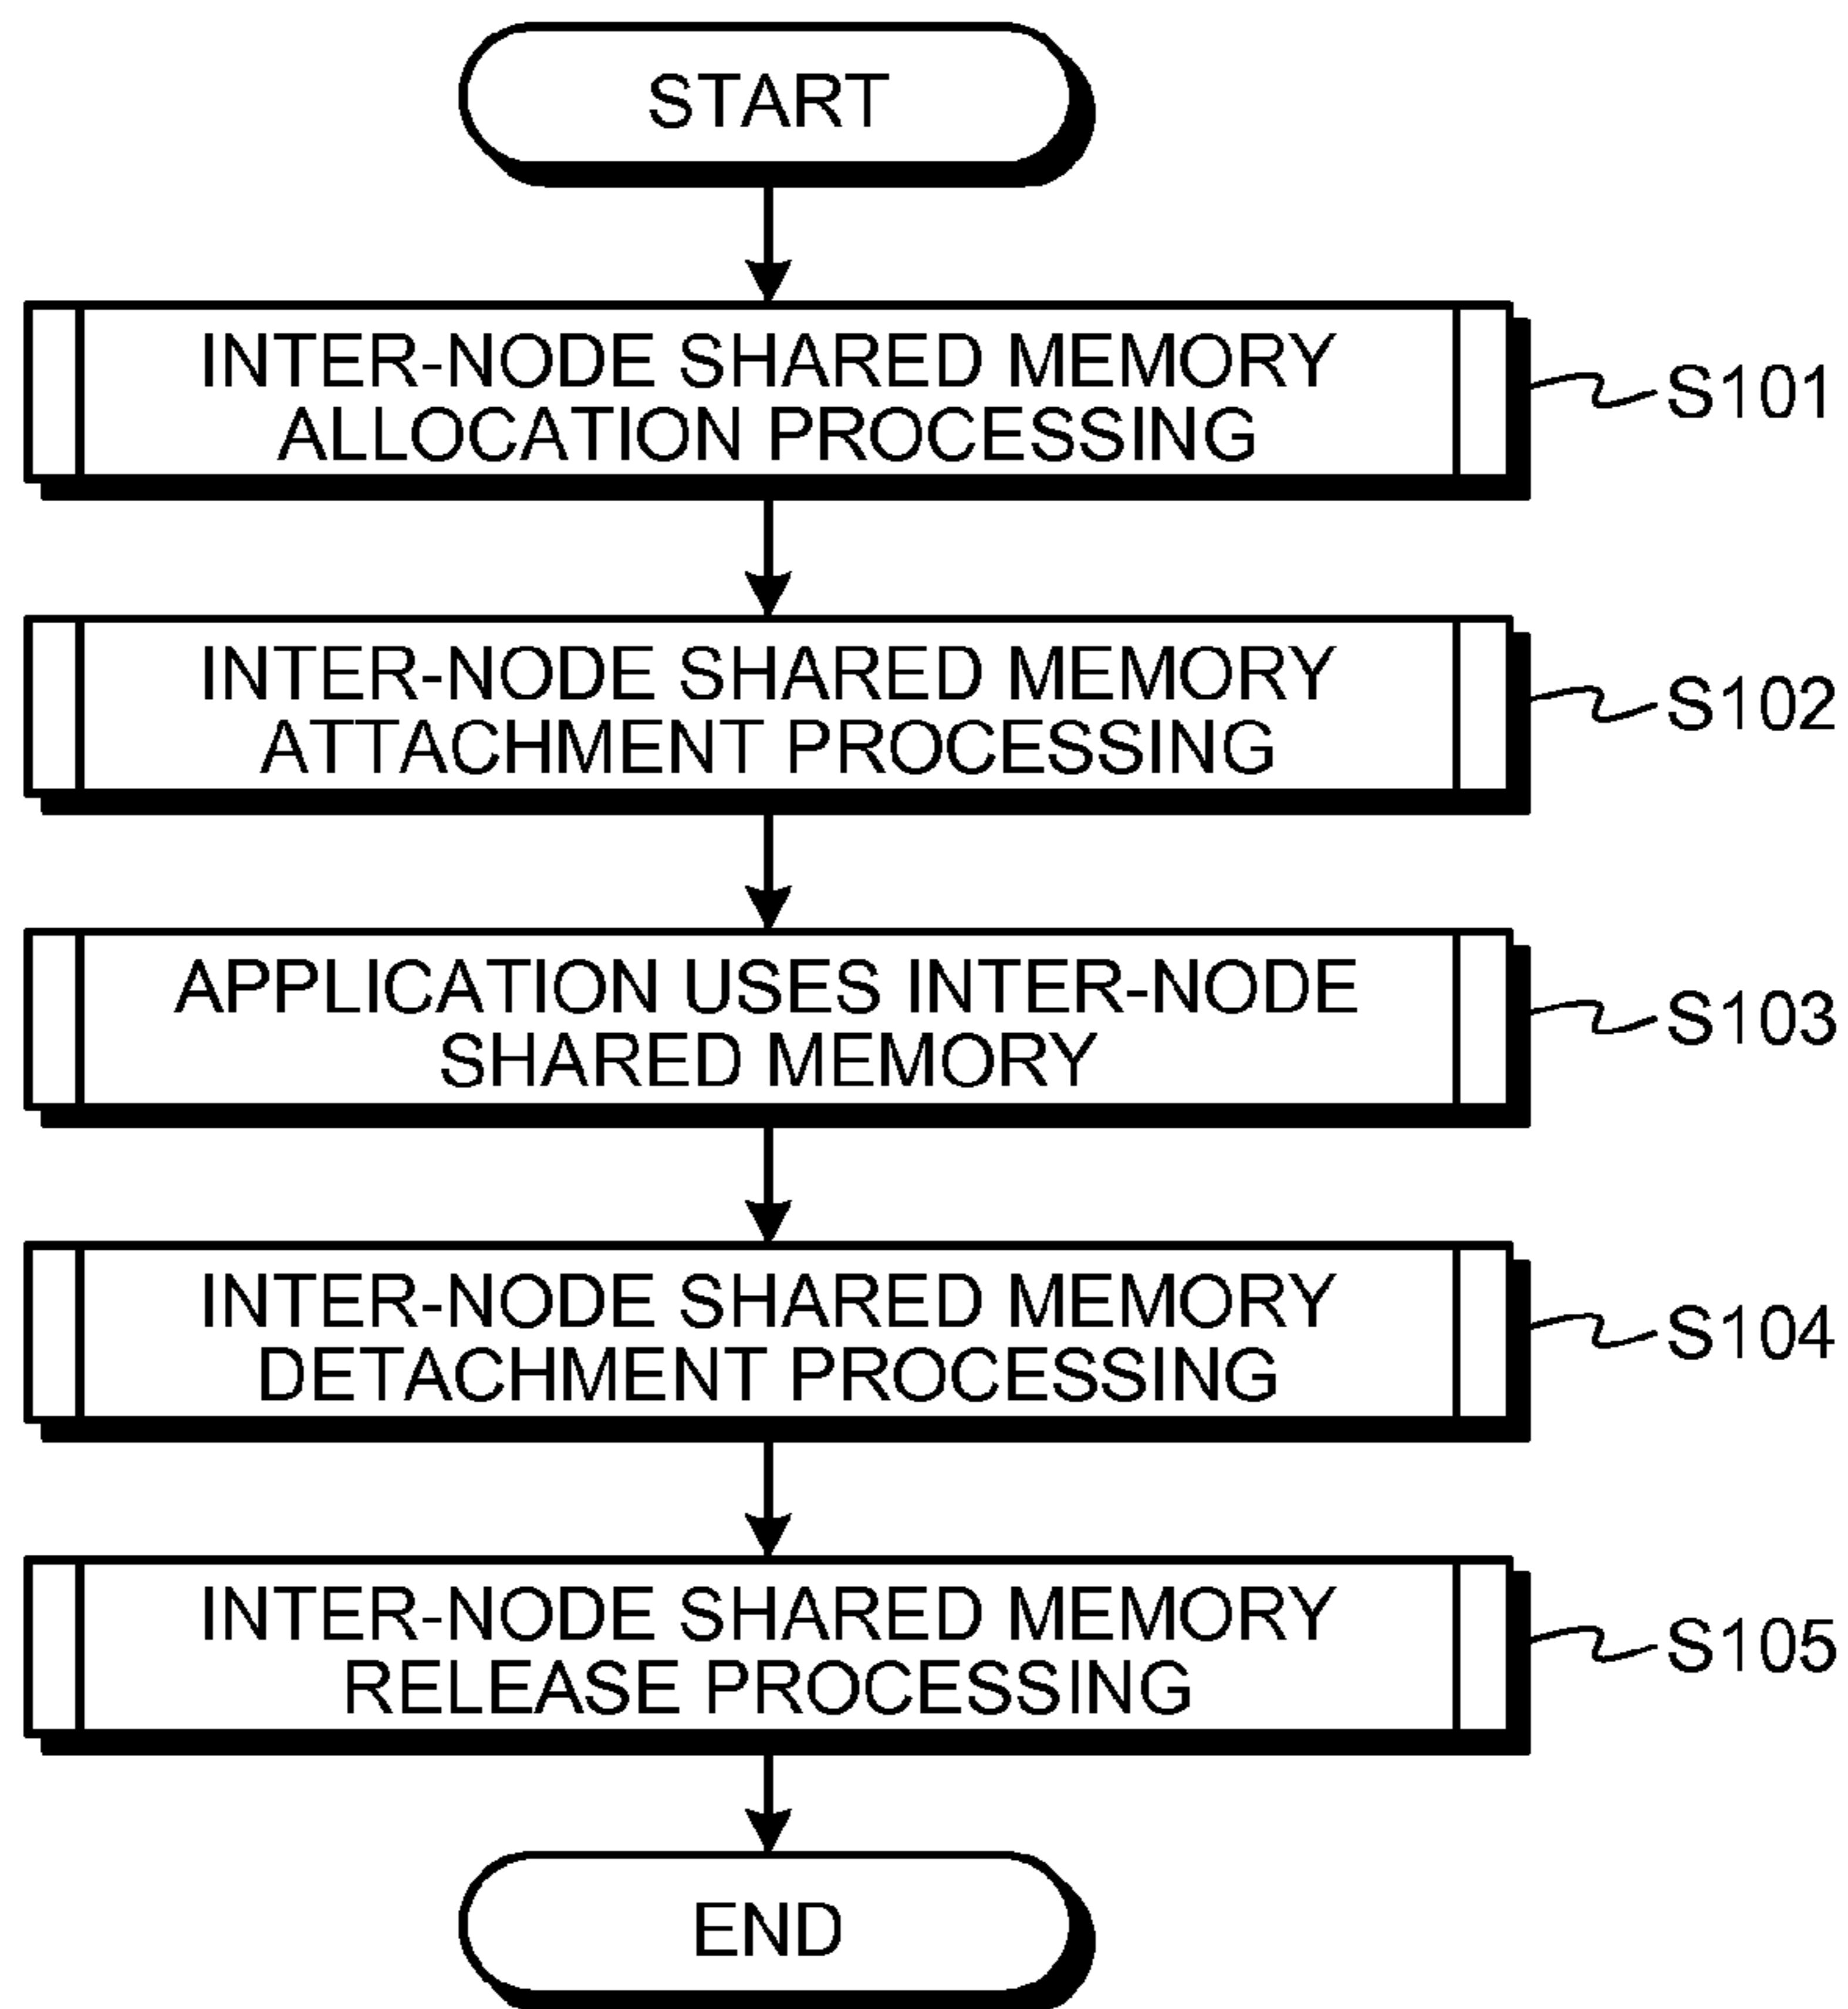 START
INTER-NODE SHARED MEMORY
ALLOCATION PROCESSING
S101
INTER-NODE SHARED MEMORY
ATTACHMENT PROCESSING
S102
APPLICATION USES INTER-NODE
SHARED MEMORY
S103
INTER-NODE SHARED MEMORY
DETACHMENT PROCESSING
S104
INTER-NODE SHARED MEMORY
RELEASE PROCESSING
S105
END